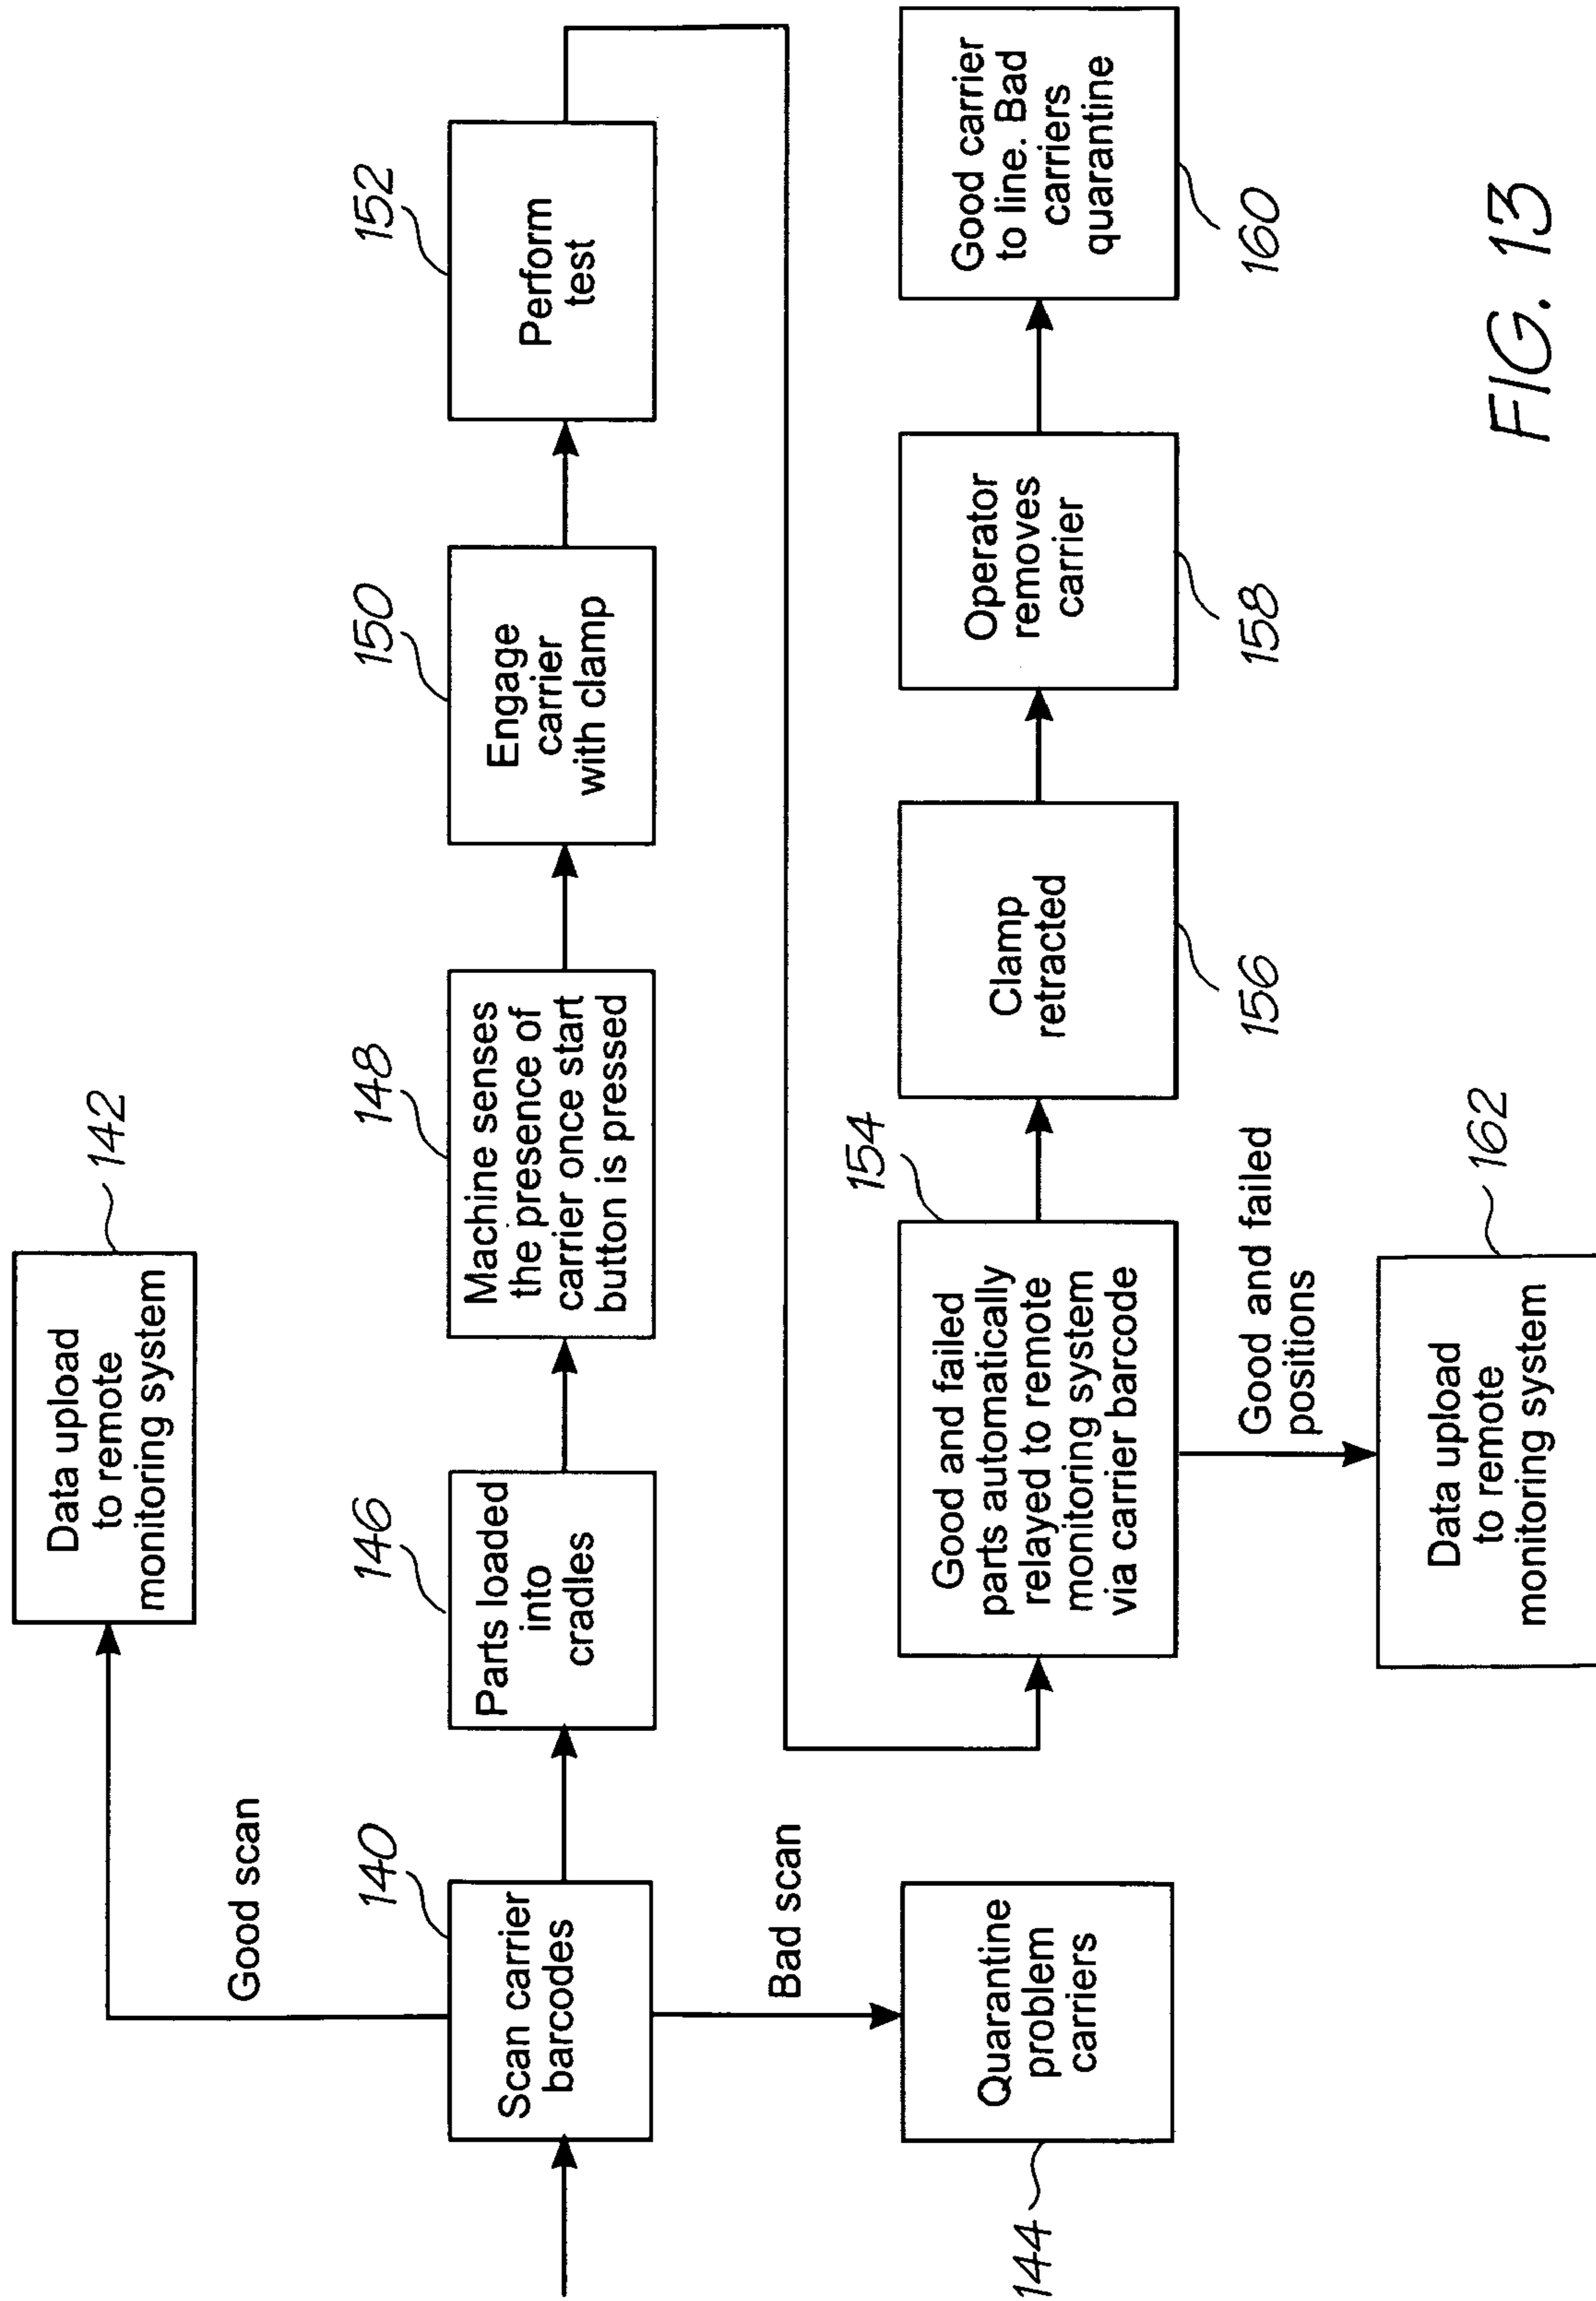 142
Data upload
to remote
monitoring system
Good scan
140
Scan carrier
barcodes
Bad scan
144
Quarantine
problem
carriers
146
Parts loaded
into
cradles
148
Machine senses
the presence of
carrier once start
button is pressed
150
Engage
carrier
with clamp
152
Perform
test
154
Good and failed
parts automatically
relayed to remote
monitoring system
via carrier barcode
Good and failed
positions
162
Data upload
to remote
monitoring system
Clamp
retracted
156
Operator
removes
carrier
158
Good carrier
to line. Bad
carriers
quarantine
160
FIG. 13